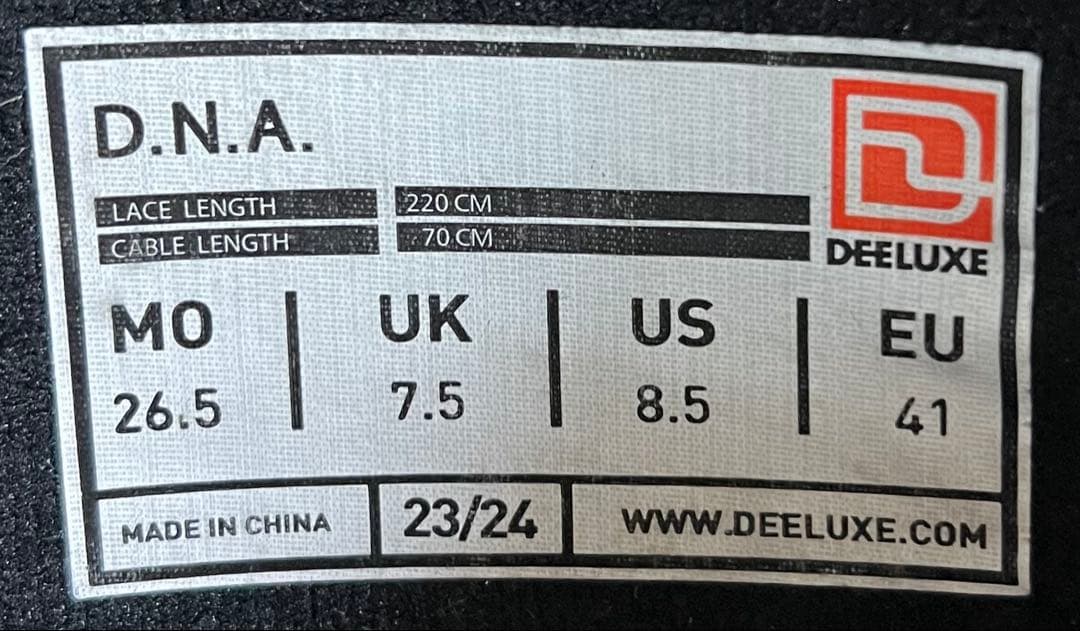 D.N.A.
LACE LENGTH 220 CM
CABLE LENGTH 70 CM
DEELUXE
MO UK US EU
26.5 7.5 8.5 41
MADE IN CHINA 23/24 WWW.DEELUXE.COM